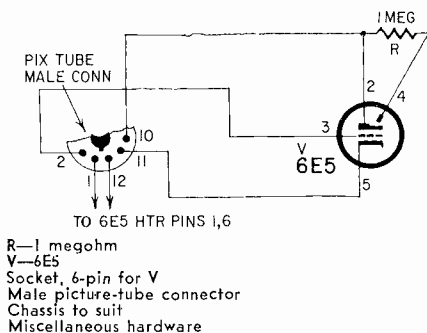 1 MEG
R
PIX TUBE
MALE CONN
2
4
10
3
2
11
V
6E5
1
12
5
TO 6E5 HTR PINS 1,6
R—1 megohm
V—6E5
Socket, 6-pin for V
Male picture-tube connector
Chassis to suit
Miscellaneous hardware